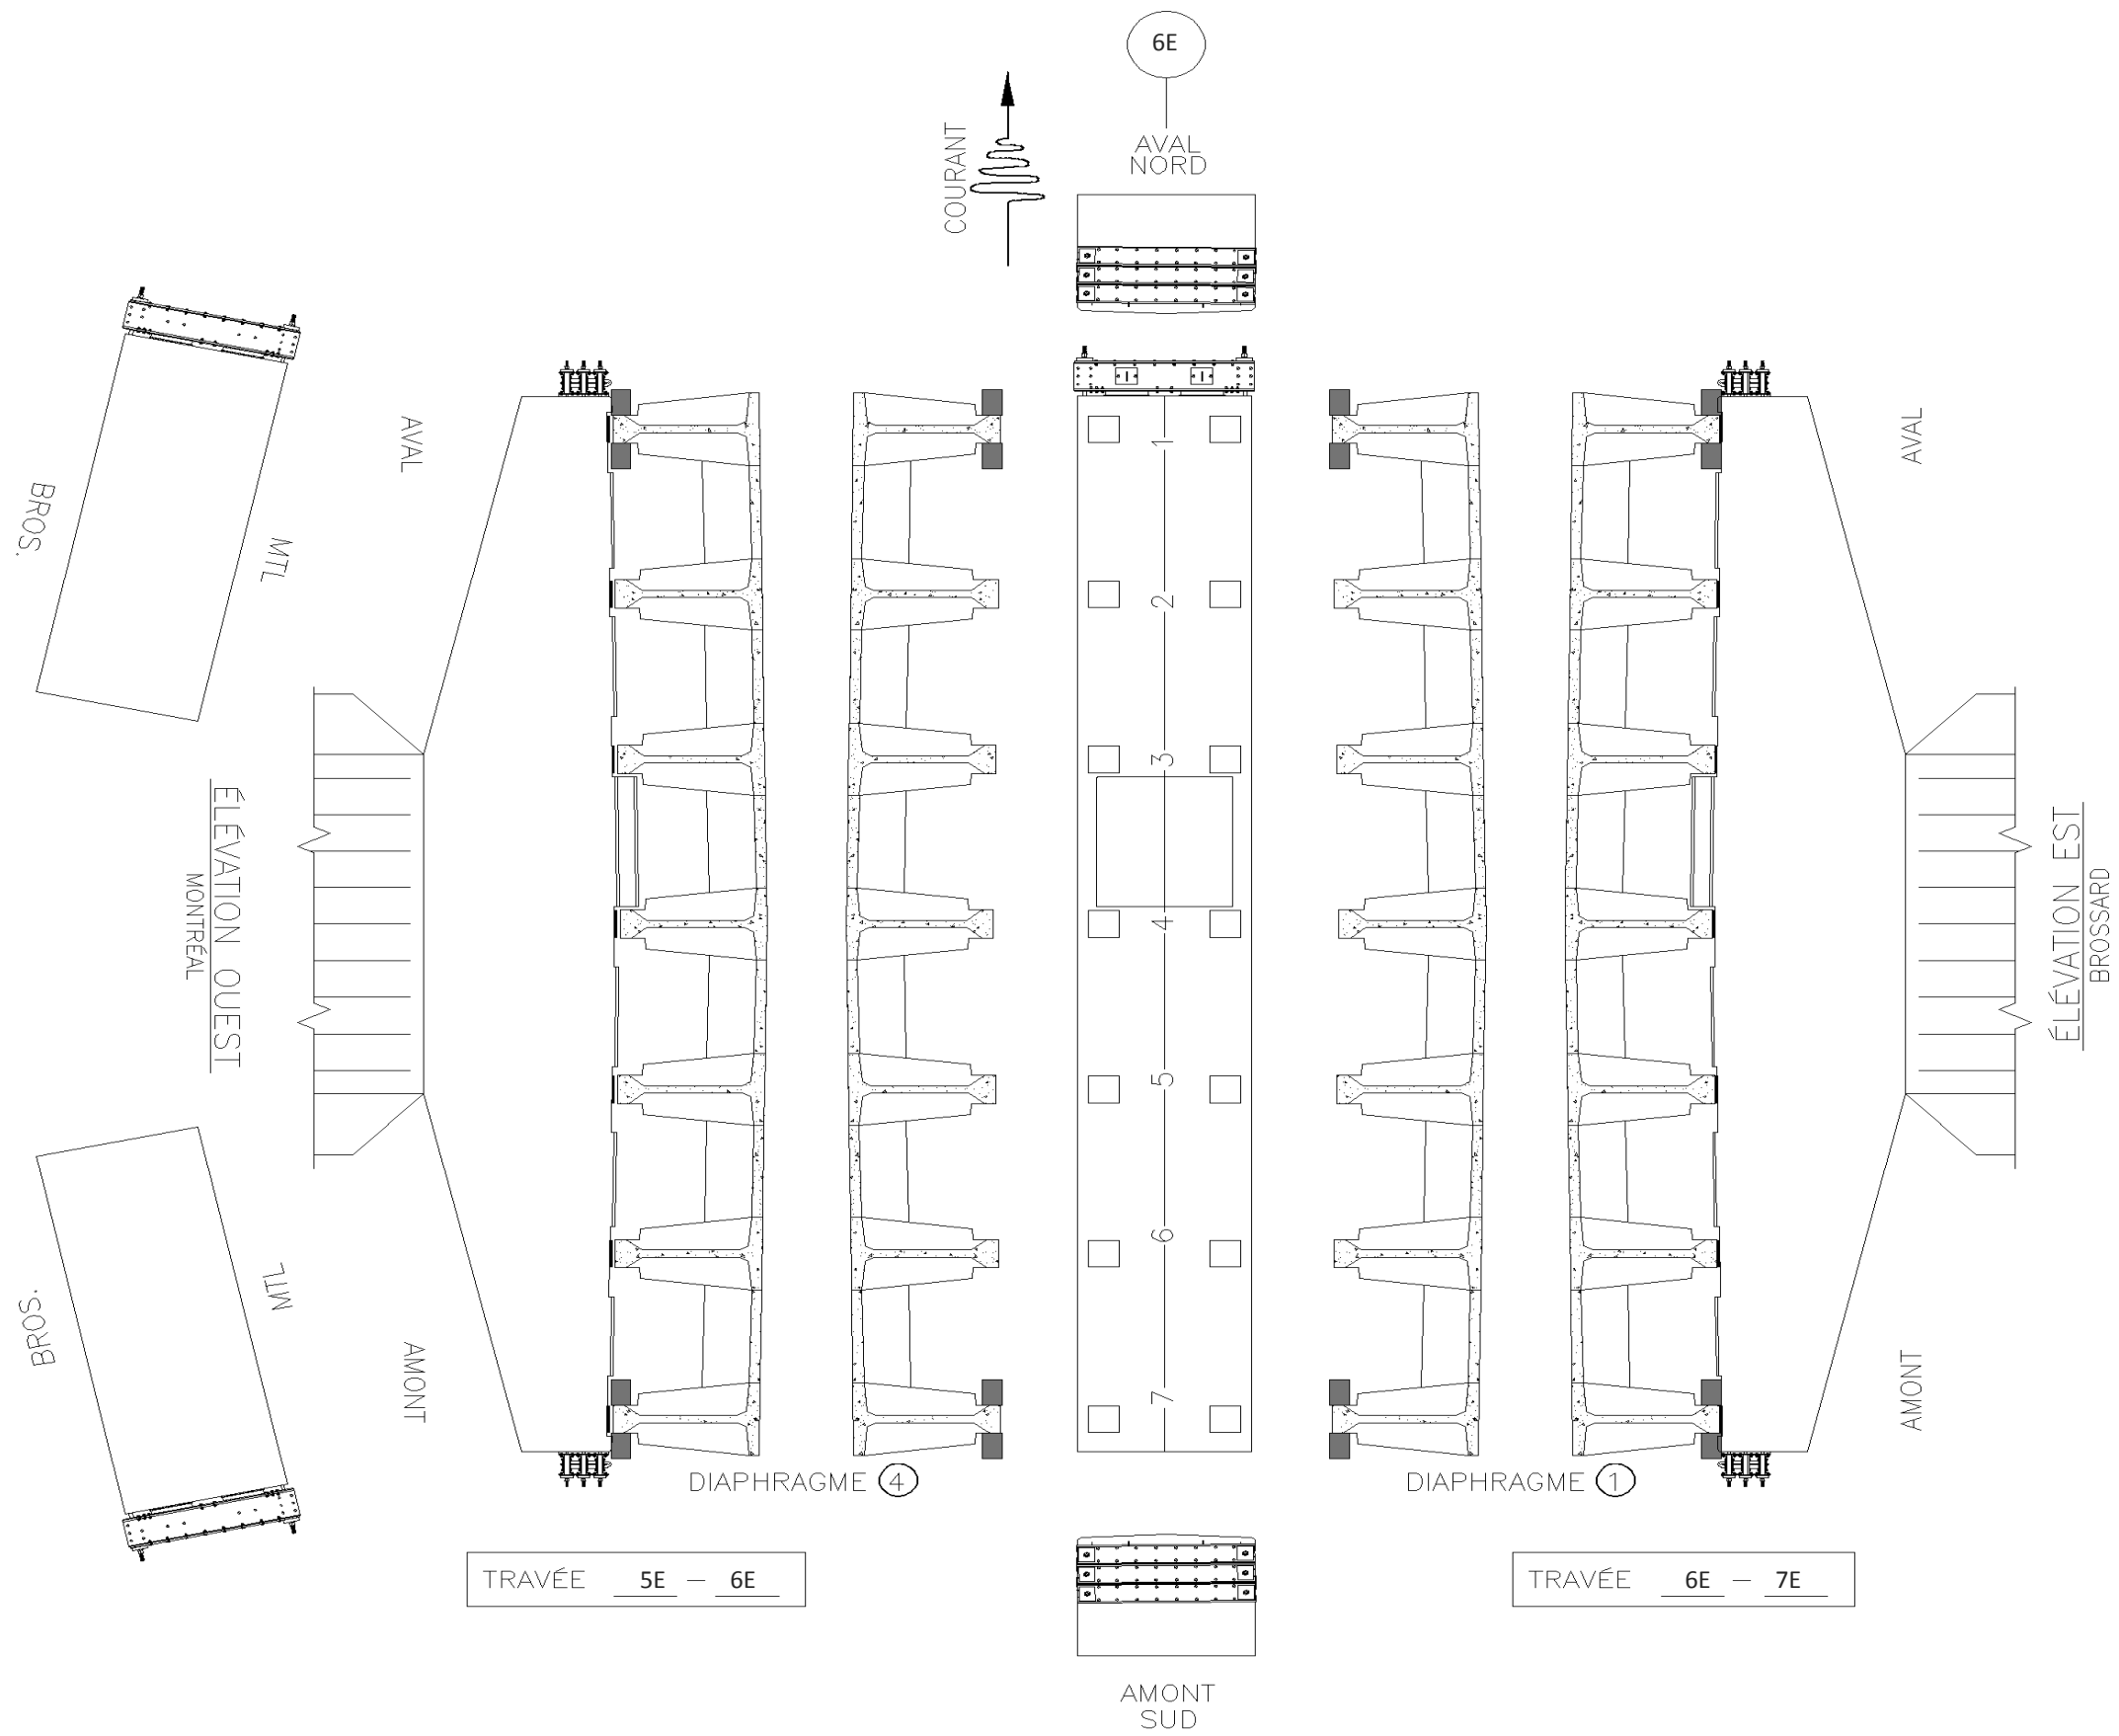 6E
COURANT
AVAL
NORD
BROS.
MTL
AVAL
AVAL
1
2
3
4
5
6
7
ÉLÉVATION OUEST
MONTRÉAL
ÉLÉVATION EST
BROSSARD
BROS.
MTL
AMONT
AMONT
DIAPHRAGME 4
DIAPHRAGME 1
TRAVÉE 5E — 6E
TRAVÉE 6E — 7E
AMONT
SUD